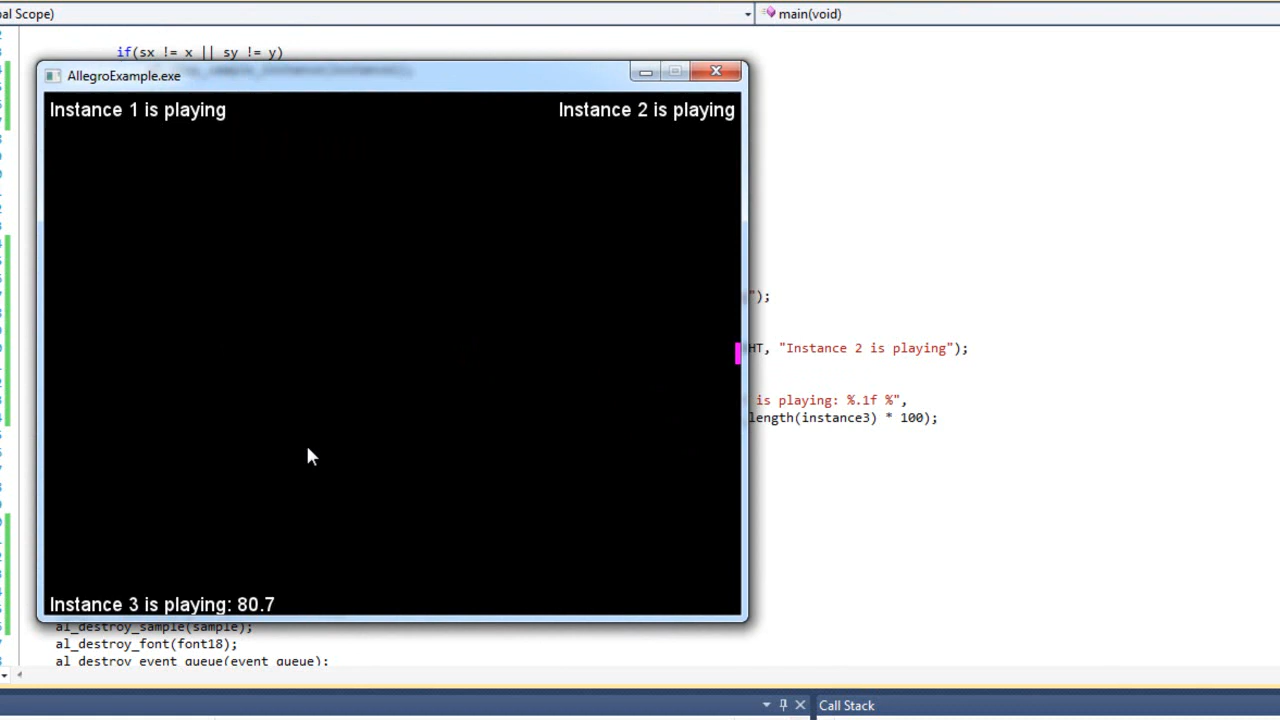 al Scope)
main(void)
if(sx != x || sy != y)
AllegroExample.exe
Instance 1 is playing
Instance 2 is playing
");
HT, "Instance 2 is playing");
is playing: %.1f %",
length(instance3) * 100);
Instance 3 is playing: 80.7
al_destroy_sample(sample);
al_destroy_font(font18);
al_destroy_event_queue(event_queue);
Call Stack